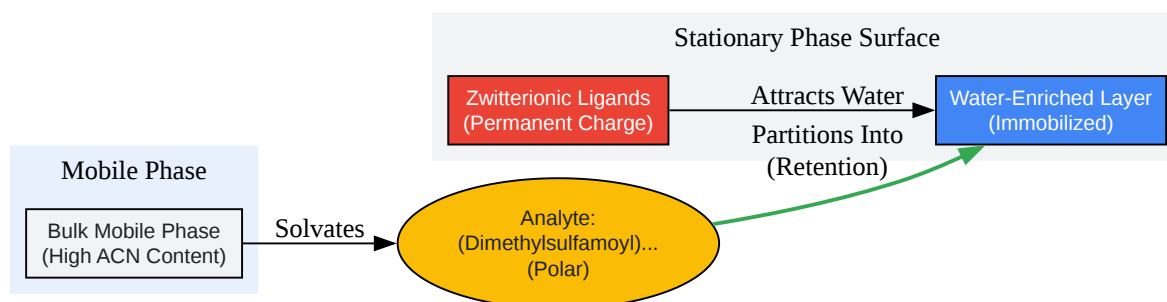 Stationary Phase Surface
Zwitterionic Ligands
(Permanent Charge)
Attracts Water
Water-Enriched Layer
(Immobilized)
Partitions Into
(Retention)
Mobile Phase
Bulk Mobile Phase
(High ACN Content)
Solvates
Analyte:
(Dimethylsulfamoyl)...
(Polar)